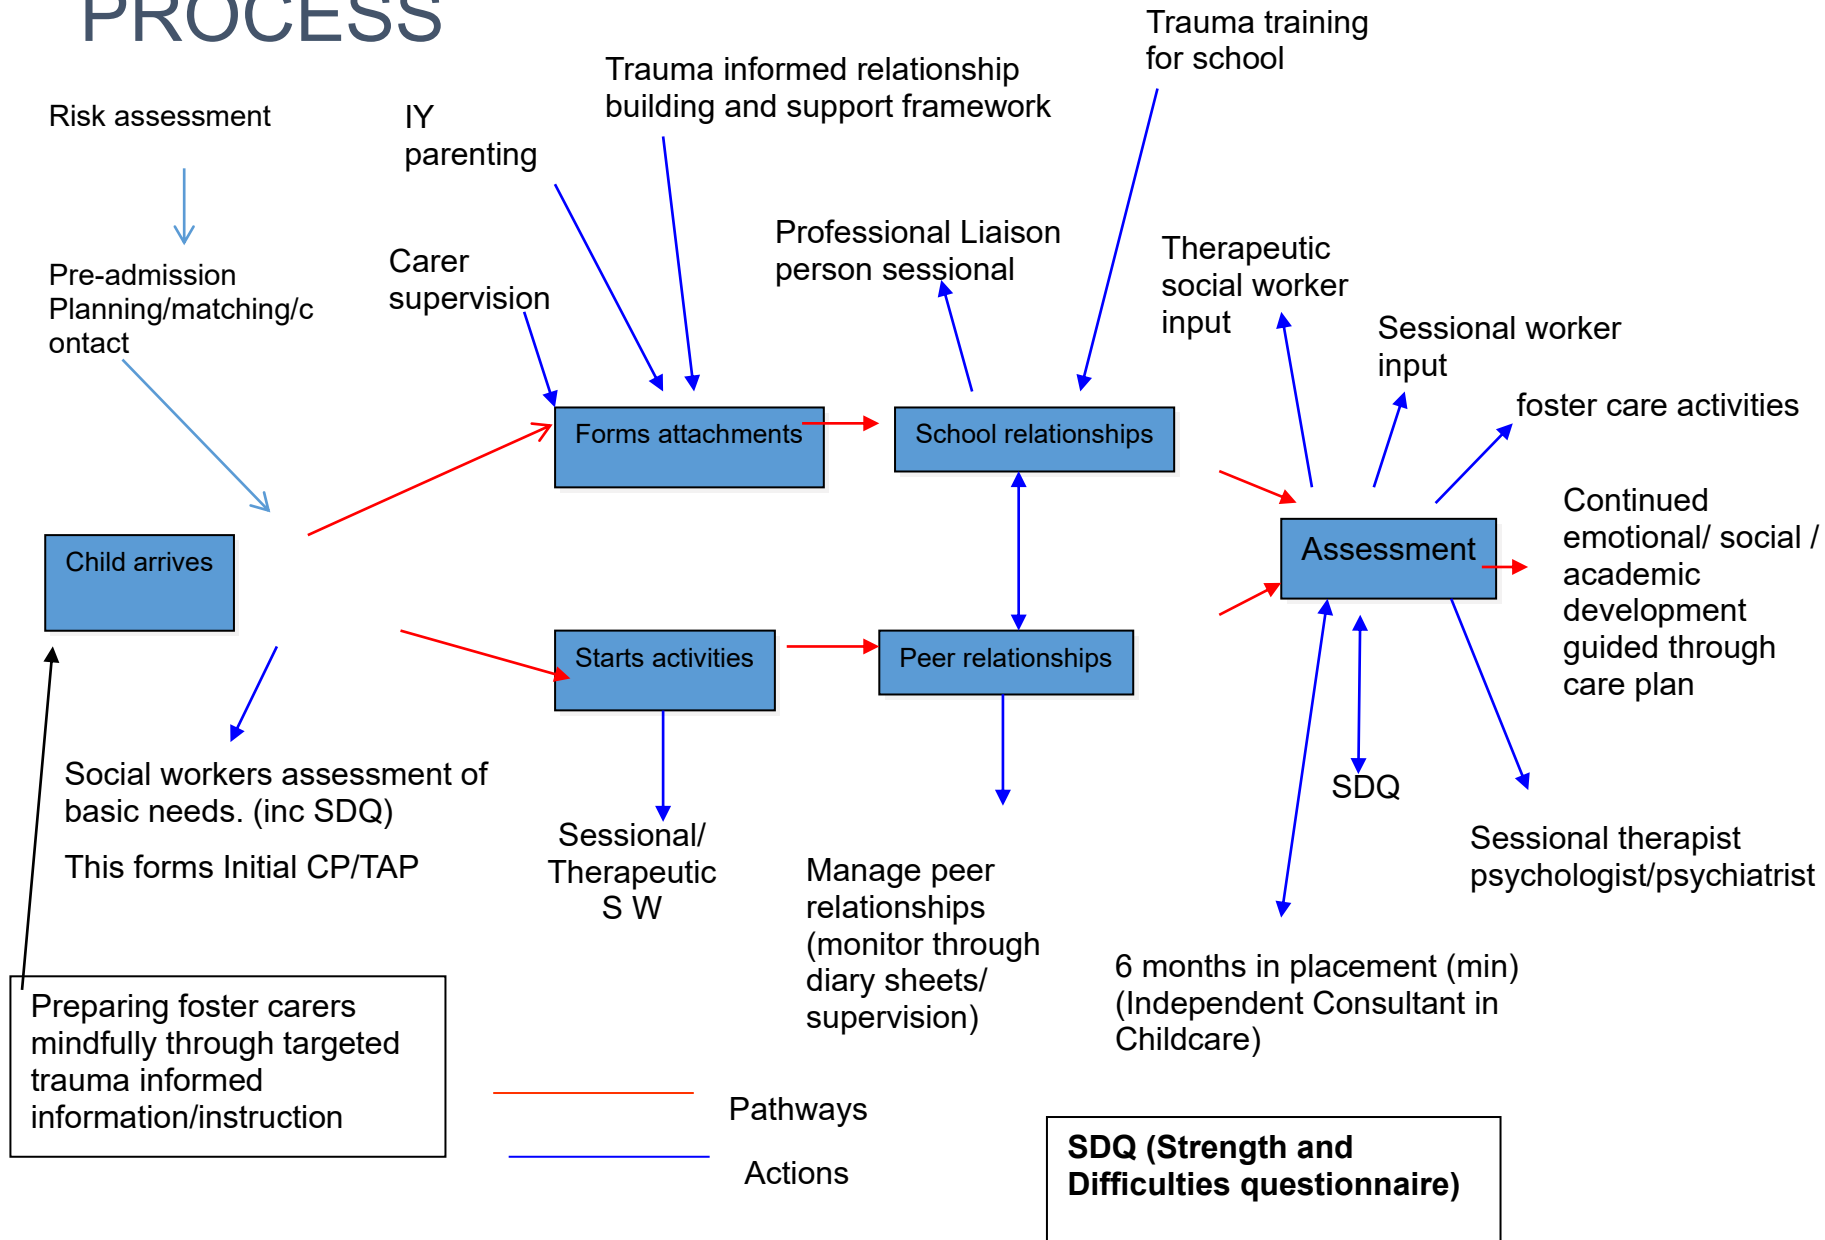 PROCESS
Trauma training
for school
Trauma informed relationship
building and support framework
Risk assessment
IY
parenting
Professional Liaison
person sessional
Therapeutic
social worker
input
Carer
supervision
Pre-admission
Planning/matching/c
ontact
Sessional worker
input
foster care activities
Forms attachments
School relationships
Continued
emotional/ social /
academic
development
guided through
care plan
Assessment
Child arrives
Starts activities
Peer relationships
Social workers assessment of
basic needs. (inc SDQ)
This forms Initial CP/TAP
SDQ
Sessional/
Therapeutic
S W
Sessional therapist
psychologist/psychiatrist
Manage peer
relationships
(monitor through
diary sheets/
supervision)
6 months in placement (min)
(Independent Consultant in
Childcare)
Preparing foster carers
mindfully through targeted
trauma informed
information/instruction
Pathways
Actions
SDQ (Strength and
Difficulties questionnaire)